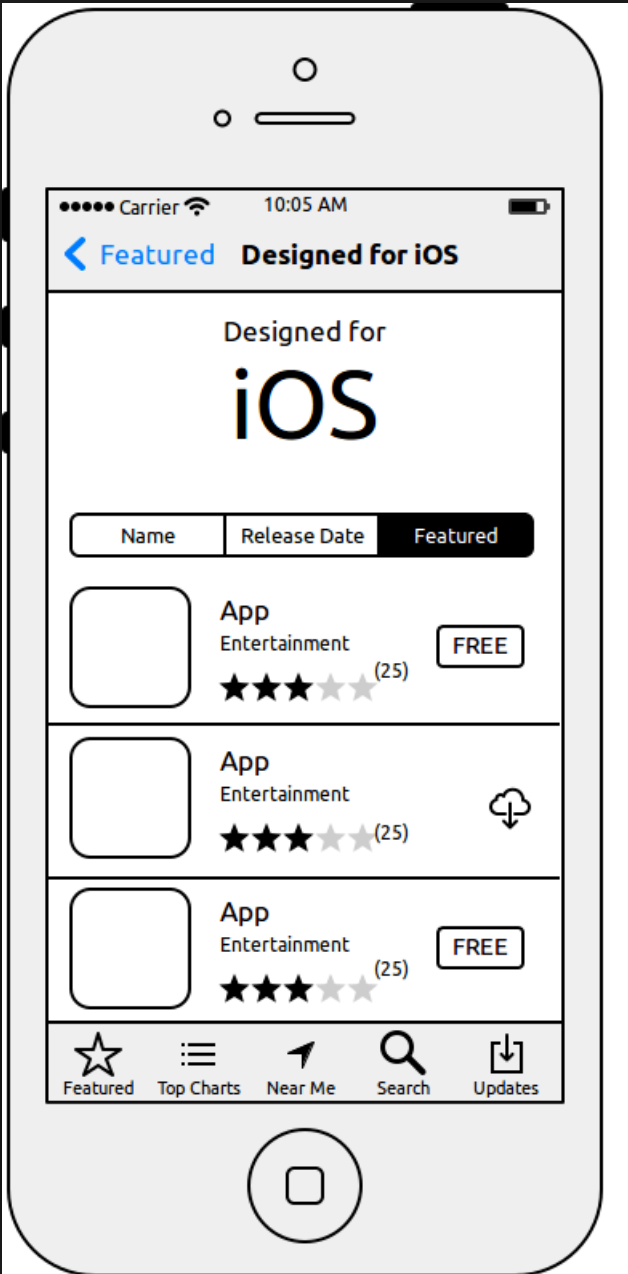 Carrier 10:05 AM
Featured Designed for iOS
Designed for
iOS
Name Release Date Featured
App
Entertainment
(25)
FREE
App
Entertainment
(25)
App
Entertainment
(25)
FREE
Featured Top Charts Near Me Search Updates